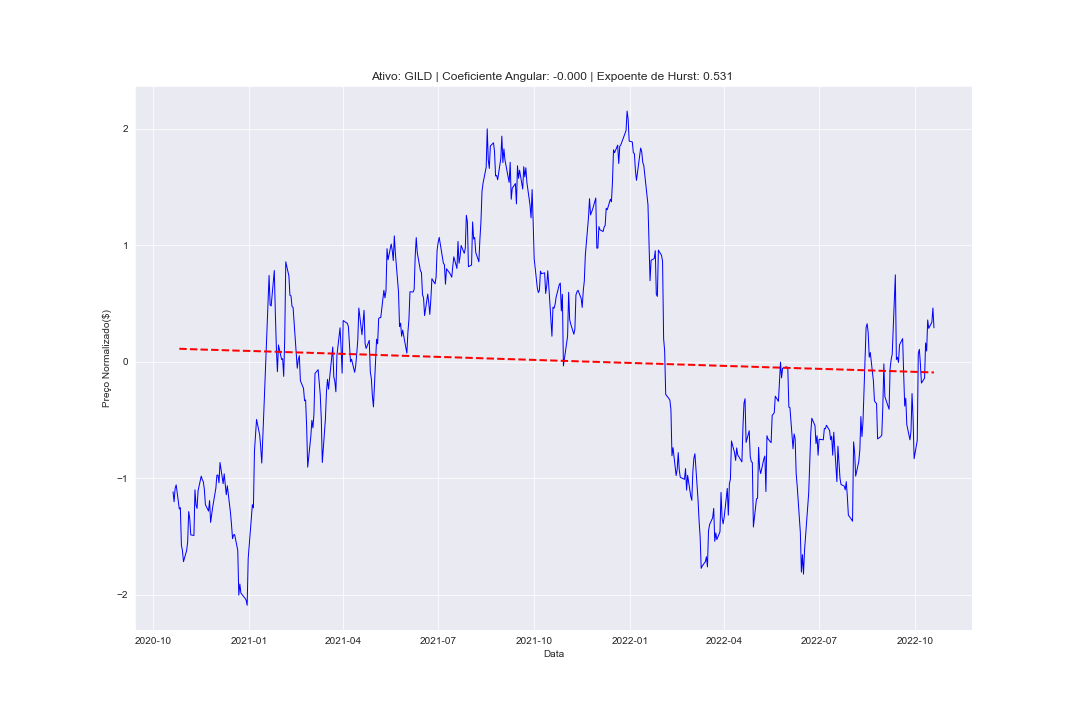 Ativo: GILD | Coeficiente Angular: -0.000 | Expoente de Hurst: 0.531
2
1
0
−1
−2
Preço Normalizado($)
2020-10 2021-01 2021-04 2021-07 2021-10 2022-01 2022-04 2022-07 2022-10
Data